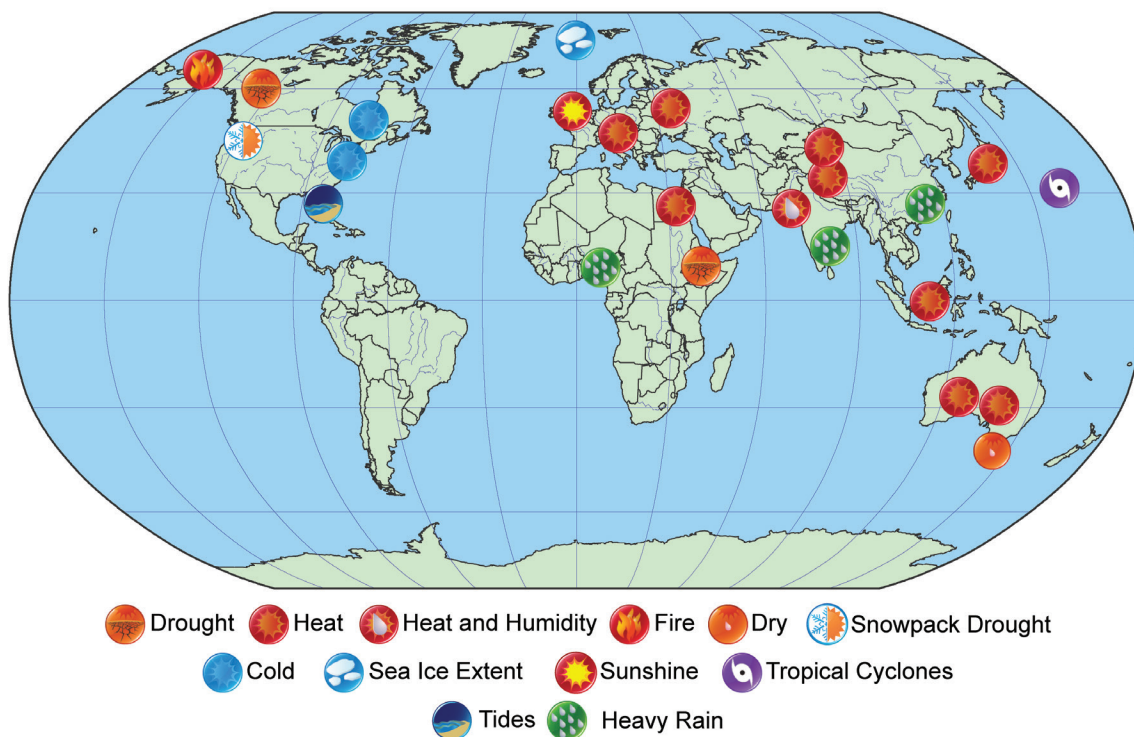 Drought Heat Heat and Humidity Fire Dry Snowpack Drought
Cold Sea Ice Extent Sunshine Tropical Cyclones
Tides Heavy Rain